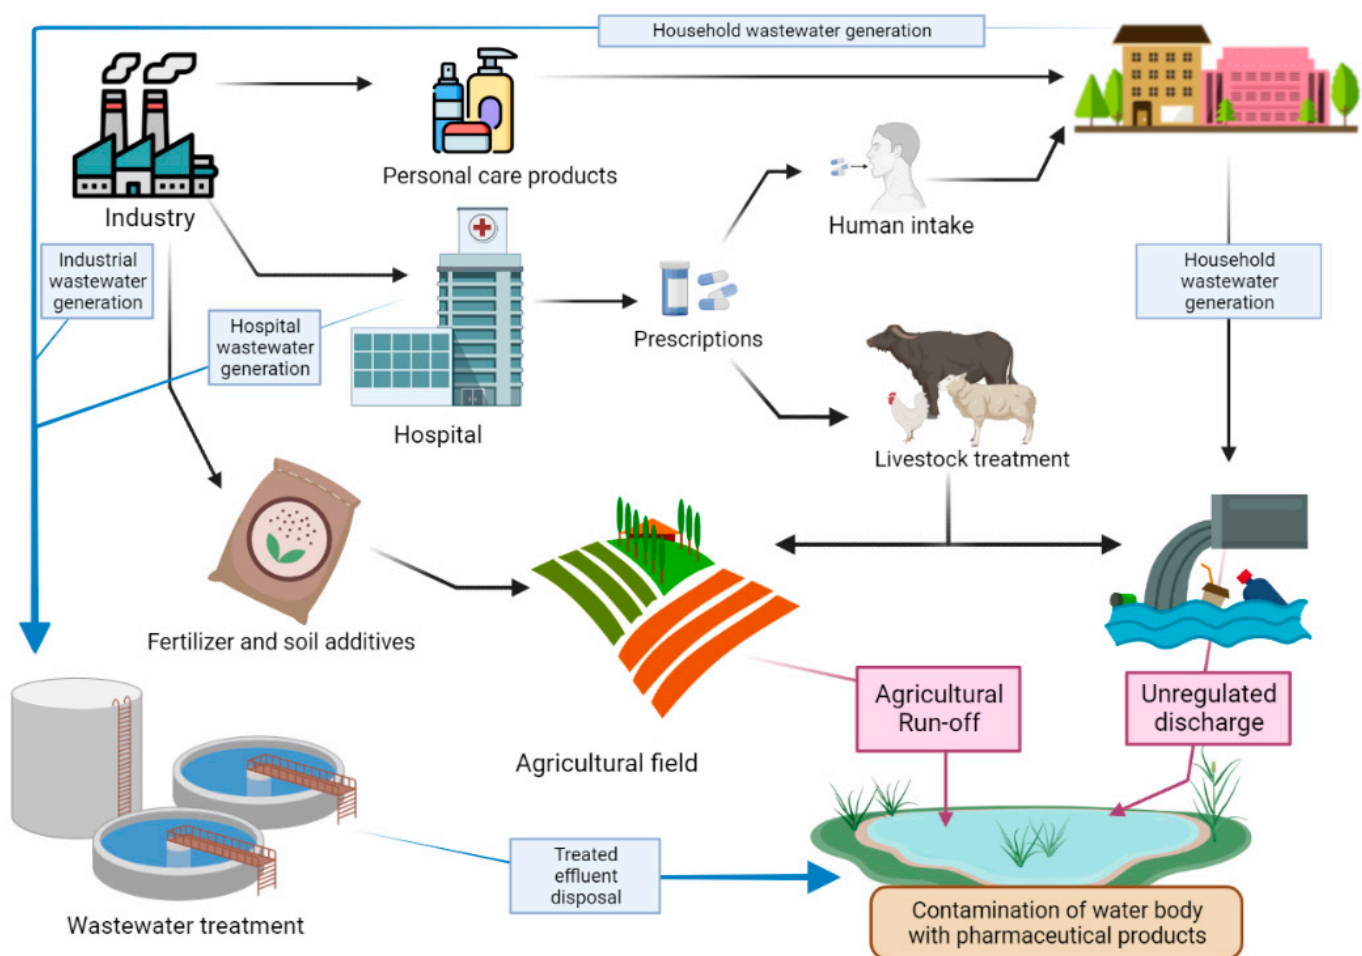 Household wastewater generation
Personal care products
Industry
Human intake
Industrial
wastewater
generation
Household
wastewater
generation
Hospital
wastewater
generation
Prescriptions
Hospital
Livestock treatment
Fertilizer and soil additives
Agricultural
Run-off
Unregulated
discharge
Agricultural field
Treated
effluent
disposal
Wastewater treatment
Contamination of water body
with pharmaceutical products